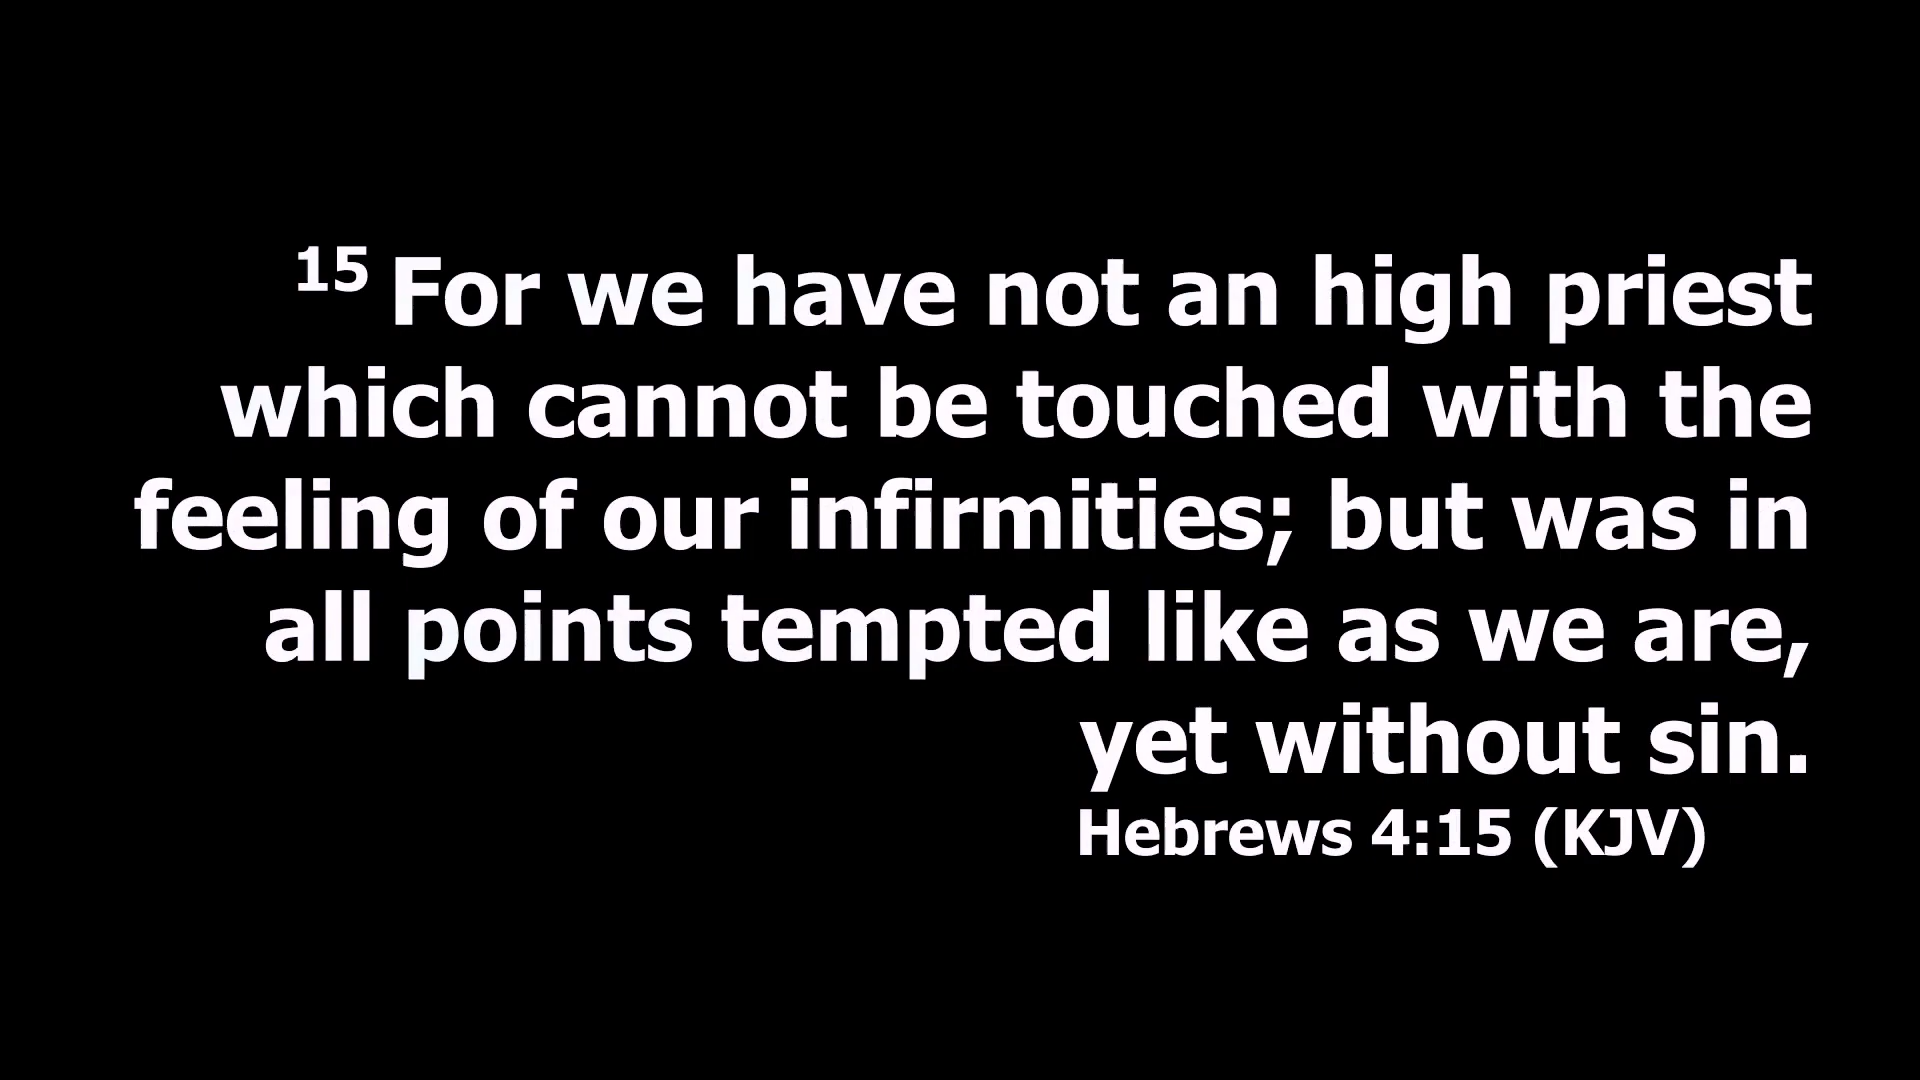 15 For we have not an high priest
which cannot be touched with the
feeling of our infirmities; but was in
all points tempted like as we are,
yet without sin.
Hebrews 4:15 (KJV)